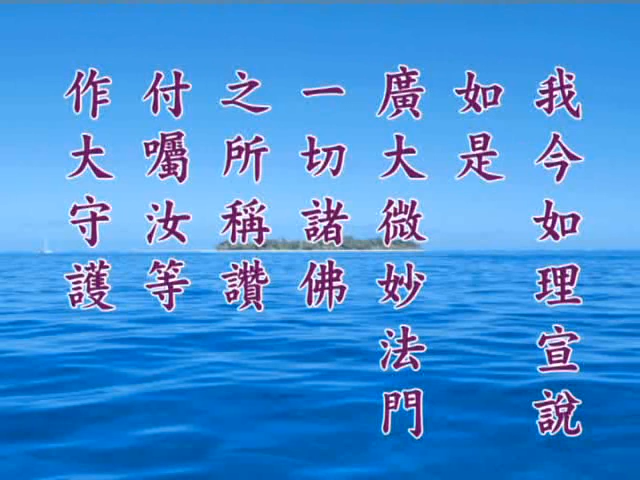 我今如理宣說
如是
廣大微妙法門
一切諸佛
之所稱讚
付囑汝等
作大守護